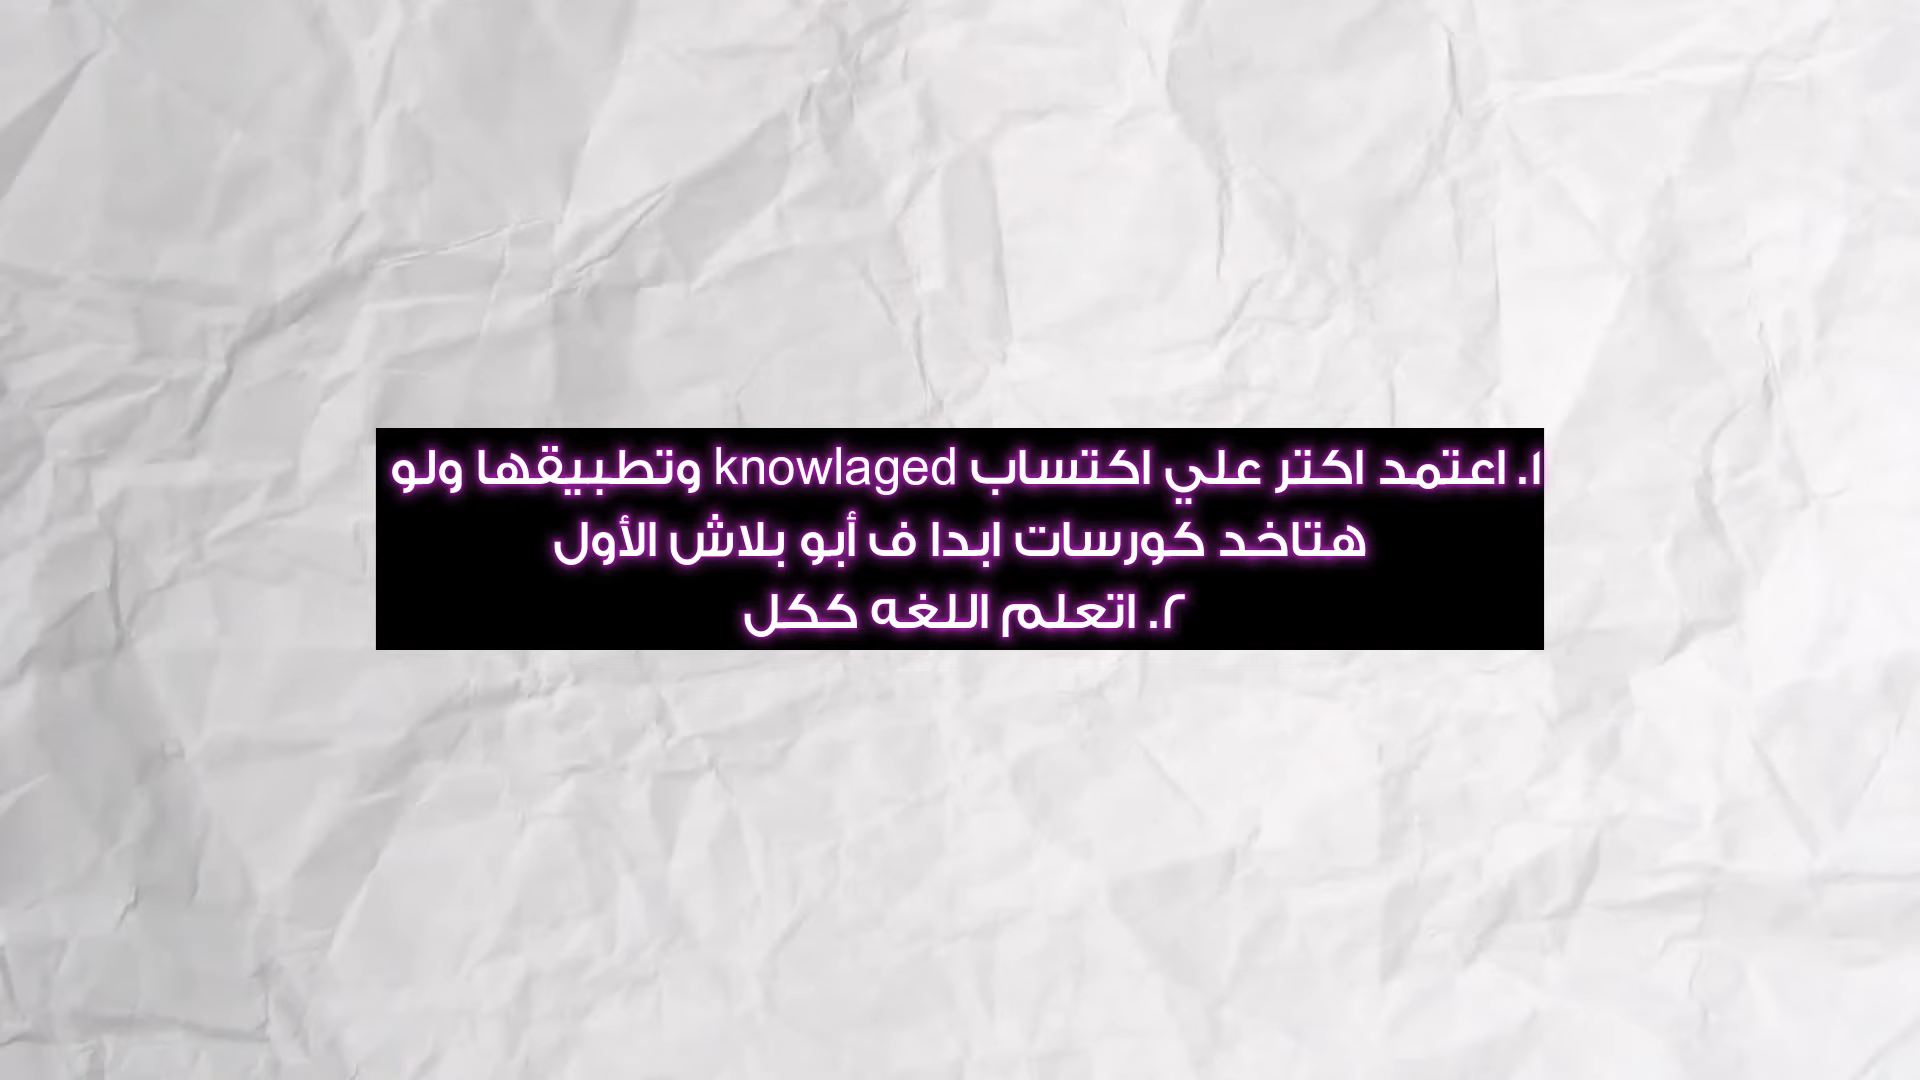 ١. اعتمد اكتر علي اكتساب knowlaged وتطبيقها ولو
هتاخد كورسات ابدا ف أبو بلاش الأول
٢. اتعلم اللغه ككل